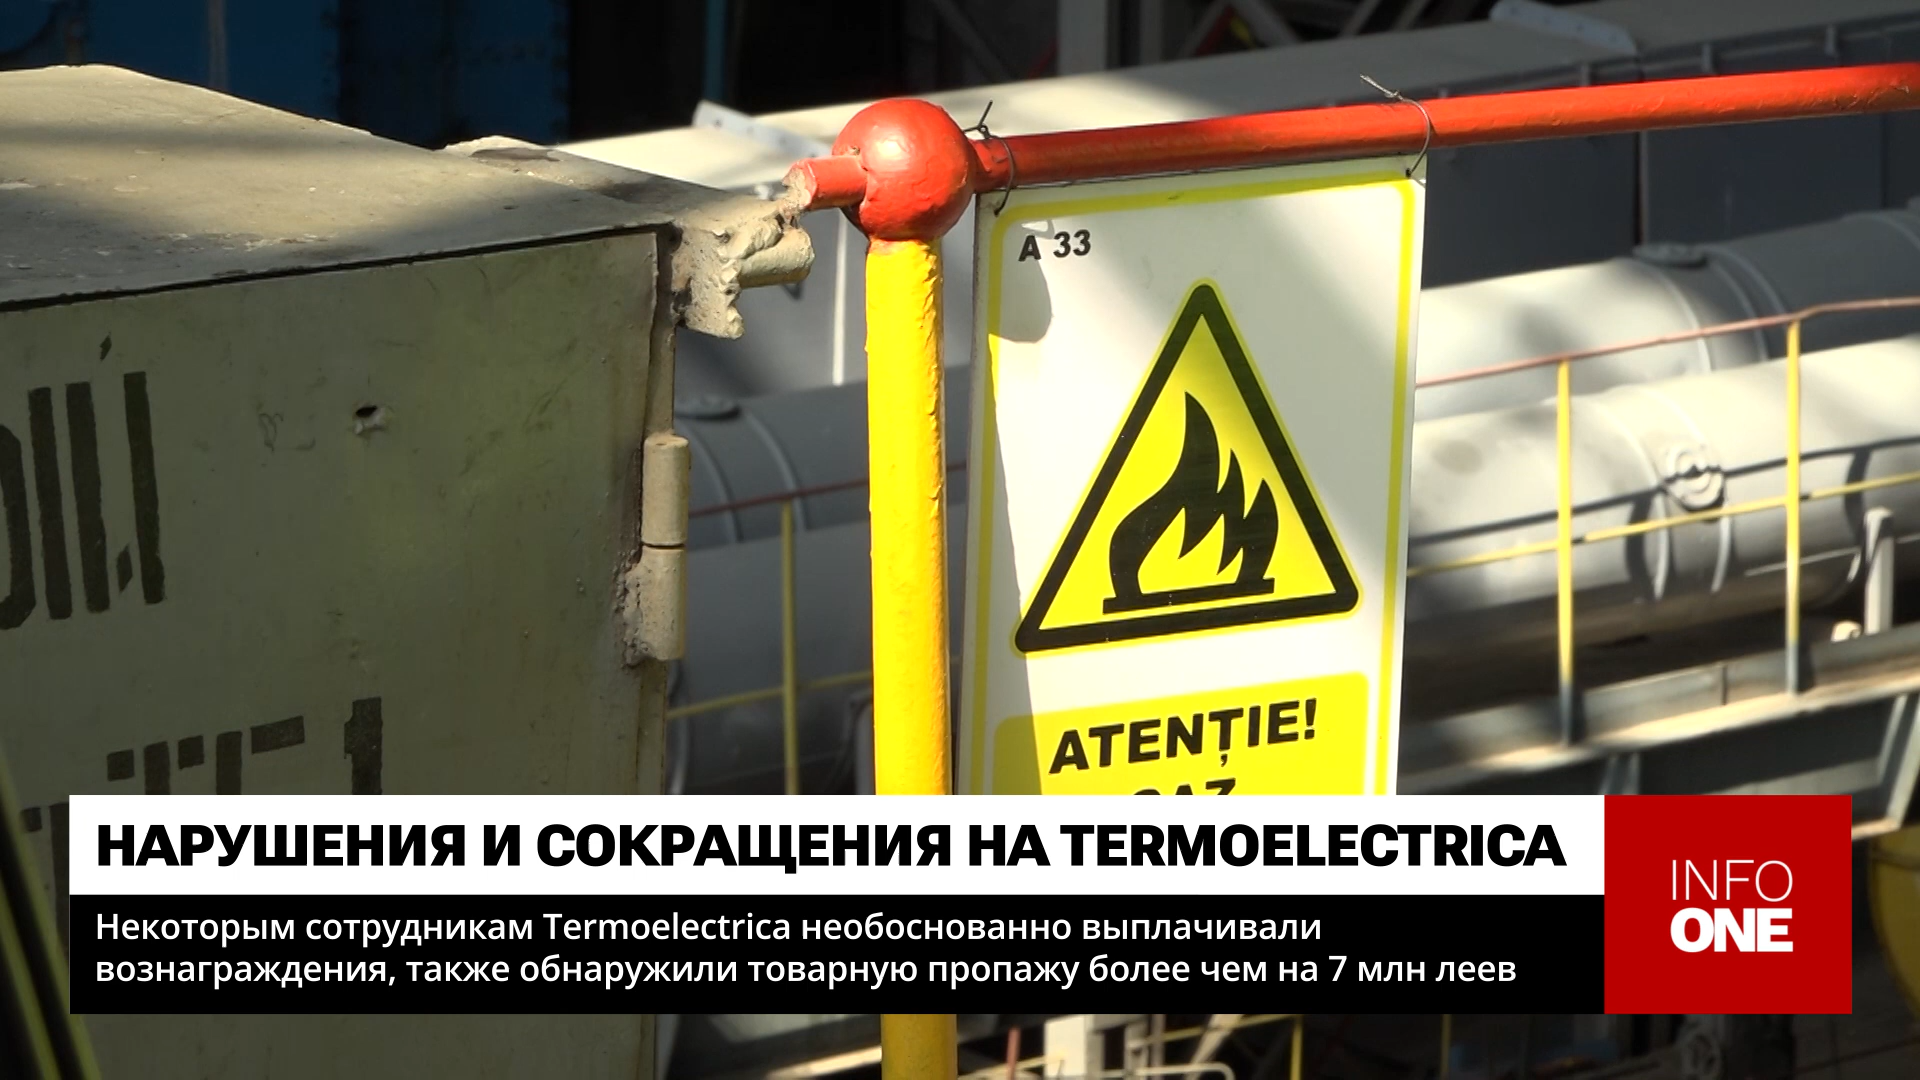 A 33
ATENȚIE!
GAZ
НАРУШЕНИЯ И СОКРАЩЕНИЯ НА TERMOELECTRICA
Некоторым сотрудникам Termoelectrica необоснованно выплачивали
вознаграждения, также обнаружили товарную пропажу более чем на 7 млн леев
INFO
ONE